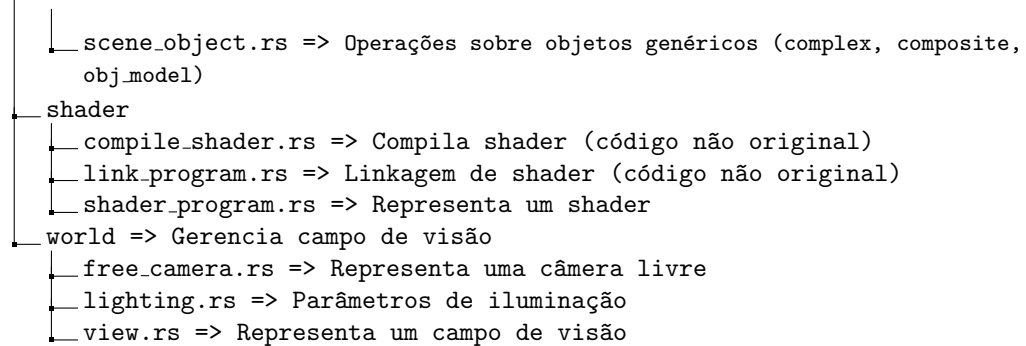 scene_object.rs => Operações sobre objetos genéricos (complex, composite,
obj_model)
shader
compile_shader.rs => Compila shader (código não original)
link_program.rs => Linkagem de shader (código não original)
shader_program.rs => Representa um shader
world => Gerencia campo de visão
free_camera.rs => Representa uma câmera livre
lighting.rs => Parâmetros de iluminação
view.rs => Representa um campo de visão